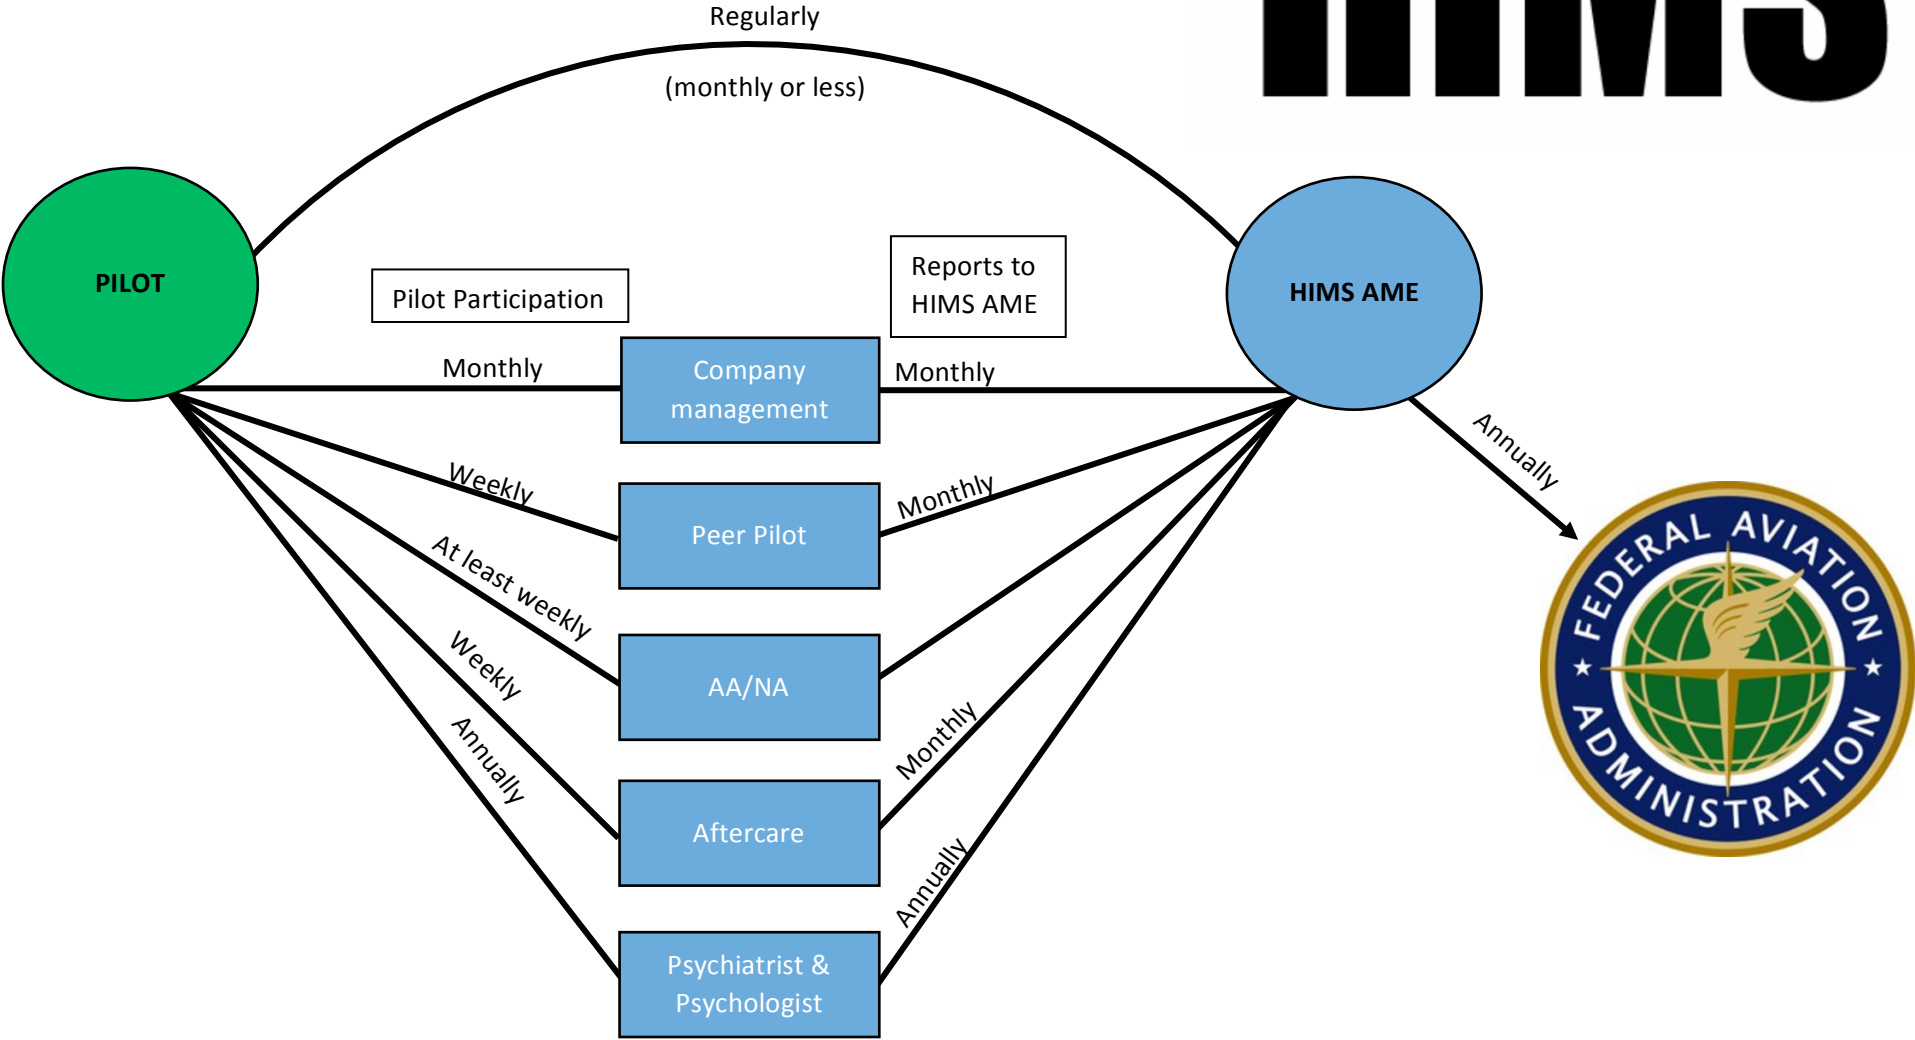 HIMS
Regularly
(monthly or less)
PILOT
HIMS AME
Pilot Participation
Reports to
HIMS AME
Monthly
Company
management
Monthly
Weekly
Peer Pilot
Monthly
At least weekly
AA/NA
Weekly
Aftercare
Monthly
Annually
Psychiatrist &
Psychologist
Annually
Annually
FEDERAL AVIATION
ADMINISTRATION